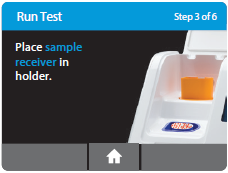 Run Test
Step 3 of 6
Place sample
receiver in
holder.